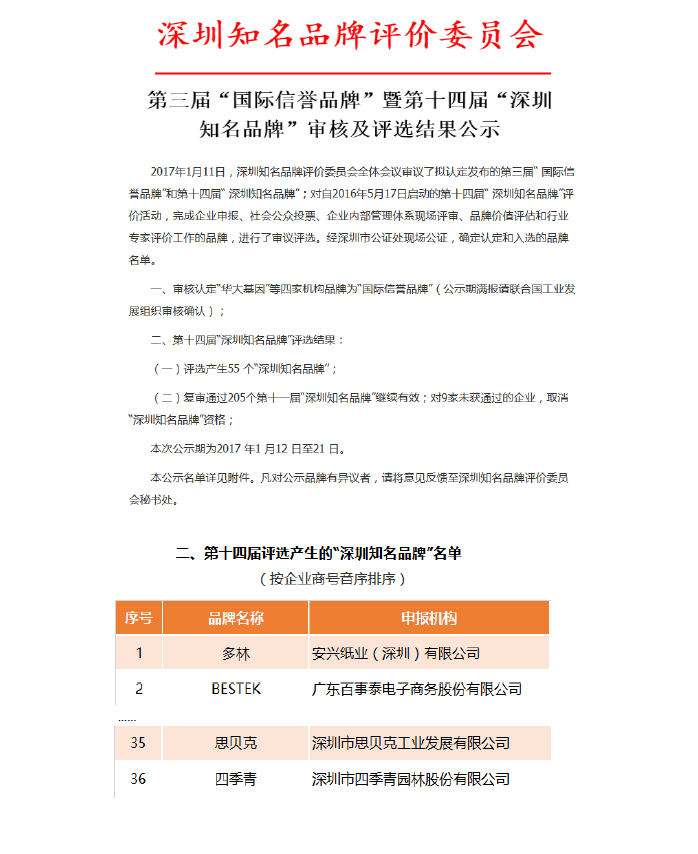 深圳知名品牌评价委员会
第三届“国际信誉品牌”暨第十四届“深圳
知名品牌”审核及评选结果公示
2017年1月11日，深圳知名品牌评价委员会全体会议审议了拟认定发布的第三届“ 国际信
誉品牌”和第十四届“ 深圳知名品牌”；对自2016年5月17日启动的第十四届“ 深圳知名品牌”评
价活动，完成企业申报、社会公众投票、企业内部管理体系现场评审、品牌价值评估和行业
专家评价工作的品牌，进行了审议评选。经深圳市公证处现场公证，确定认定和入选的品牌
名单。
一、审核认定“华大基因”等四家机构品牌为“国际信誉品牌”（公示期满报请联合国工业发
展组织审核确认）；
二、第十四届“深圳知名品牌”评选结果：
（一）评选产生55 个“深圳知名品牌”；
（二）复审通过205个第十一届“深圳知名品牌”继续有效；对9家未获通过的企业，取消
“深圳知名品牌”资格；
本次公示期为2017 年1 月12 日至21 日。
本公示名单详见附件。凡对公示品牌有异议者，请将意见反馈至深圳知名品牌评价委员
会秘书处。
二、第十四届评选产生的“深圳知名品牌”名单
（按企业商号音序排序）
序号 品牌名称 申报机构
1 多林 安兴纸业（深圳）有限公司
2 BESTEK 广东百事泰电子商务股份有限公司
......
35 思贝克 深圳市思贝克工业发展有限公司
36 四季青 深圳市四季青园林股份有限公司